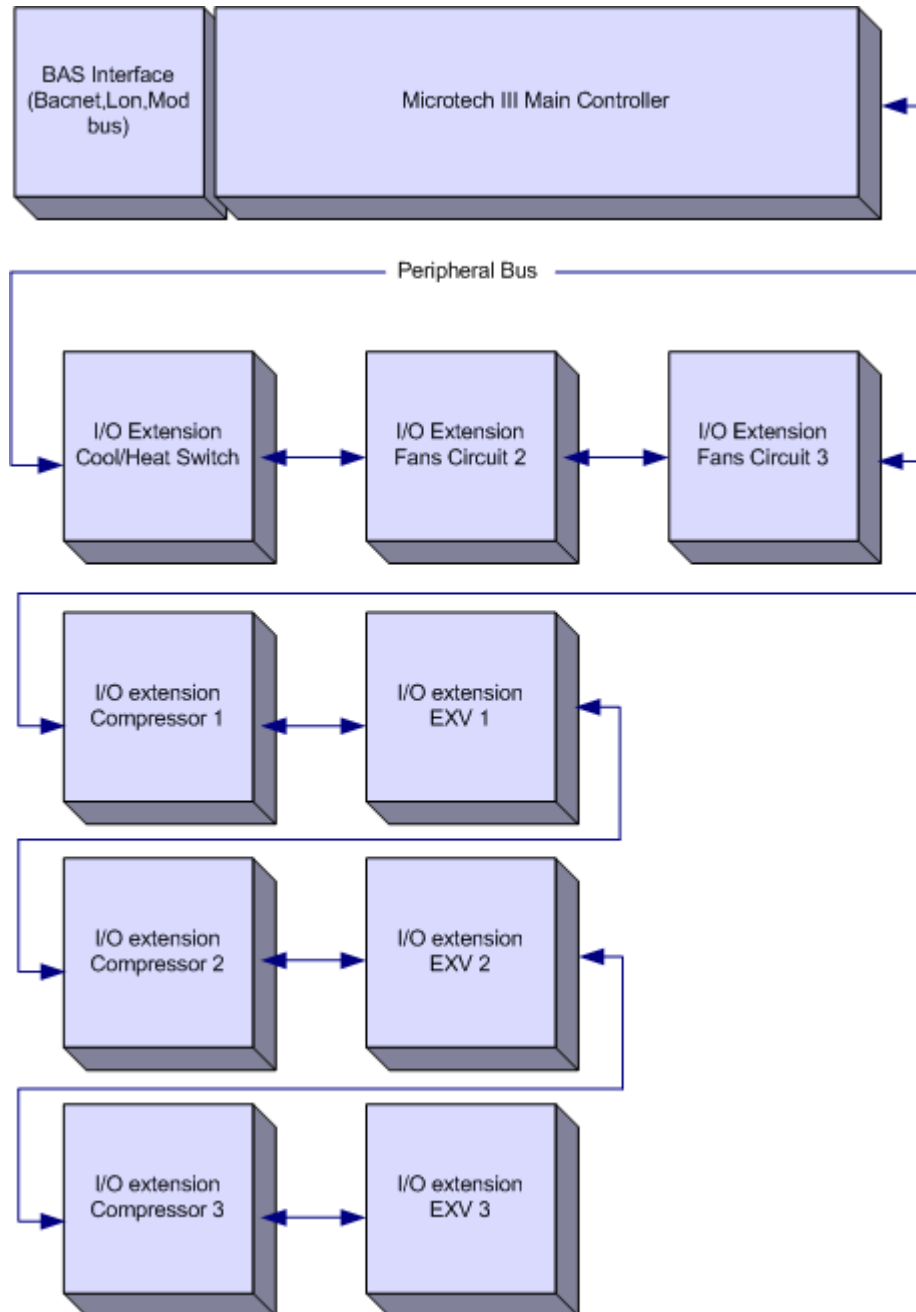 BAS Interface
(Bacnet,Lon,Mod
bus)
Microtech III Main Controller
Peripheral Bus
I/O Extension
Cool/Heat Switch
I/O Extension
Fans Circuit 2
I/O Extension
Fans Circuit 3
I/O extension
Compressor 1
I/O extension
EXV 1
I/O extension
Compressor 2
I/O extension
EXV 2
I/O extension
Compressor 3
I/O extension
EXV 3